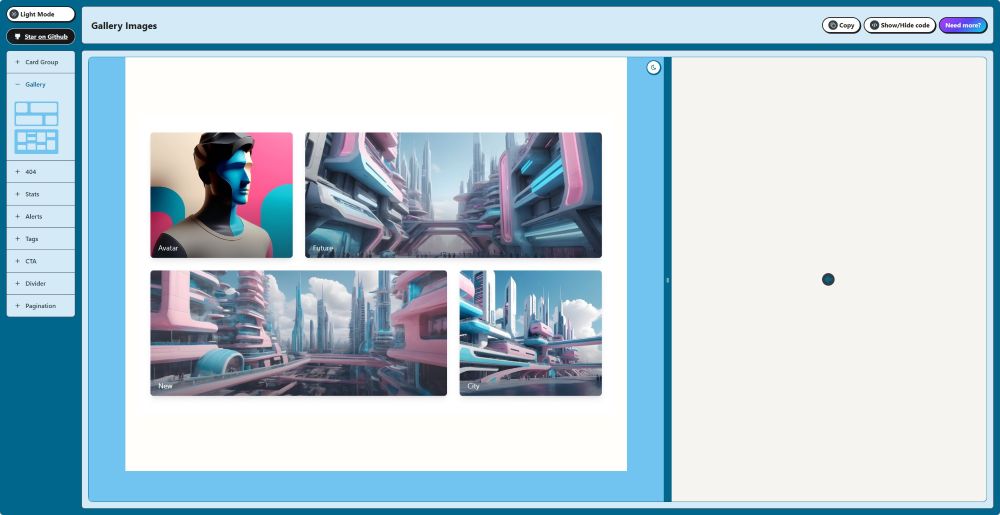 Light Mode
Star on Github
Card Group
Gallery
404
Stats
Alerts
Tags
CTA
Divider
Pagination
Gallery Images
Copy
Show/Hide code
Need more?
Avatar
Future
New
City